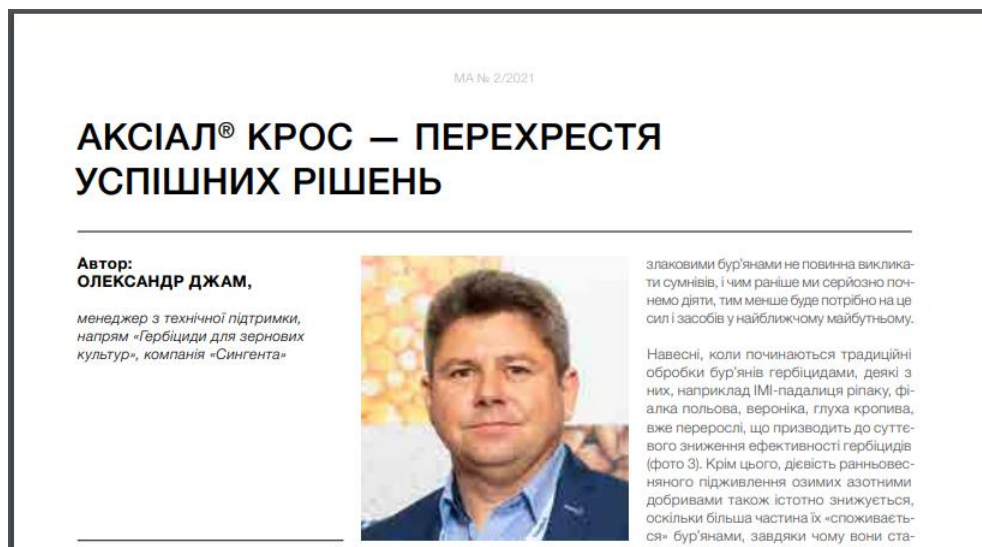 МА № 2/2021
АКСІАЛ® КРОС — ПЕРЕХРЕСТЯ
УСПІШНИХ РІШЕНЬ
Автор:
ОЛЕКСАНДР ДЖАМ,
менеджер з технічної підтримки,
напрям «Гербіциди для зернових
культур», компанія «Сингента»
злаковими бур’янами не повинна виклика-
ти сумнівів, і чим раніше ми серйозно поч-
немо діяти, тим менше буде потрібно на це
сил і засобів у найближчому майбутньому.
Навесні, коли починаються традиційні
обробки бур’янів гербіцидами, деякі з
них, наприклад ІМІ-падалиця ріпаку, фі-
алка польова, вероніка, глуха кропива,
вже перерослі, що призводить до суттє-
вого зниження ефективності гербіцидів
(фото 3). Крім цього, дієвість ранньовес-
няного підживлення озимих азотними
добривами також істотно знижується,
оскільки більша частина їх «споживаєть-
ся» бур’янами, завдяки чому вони ста-